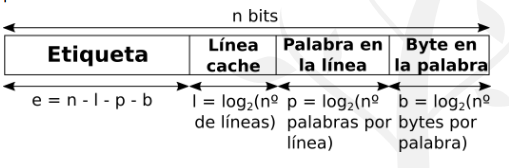 n bits
Etiqueta
Línea
cache
Palabra en
la línea
Byte en
la palabra
e = n - l - p - b
l = log₂(nº
de líneas)
p = log₂(nº
palabras por
línea)
b = log₂(nº
bytes por
palabra)